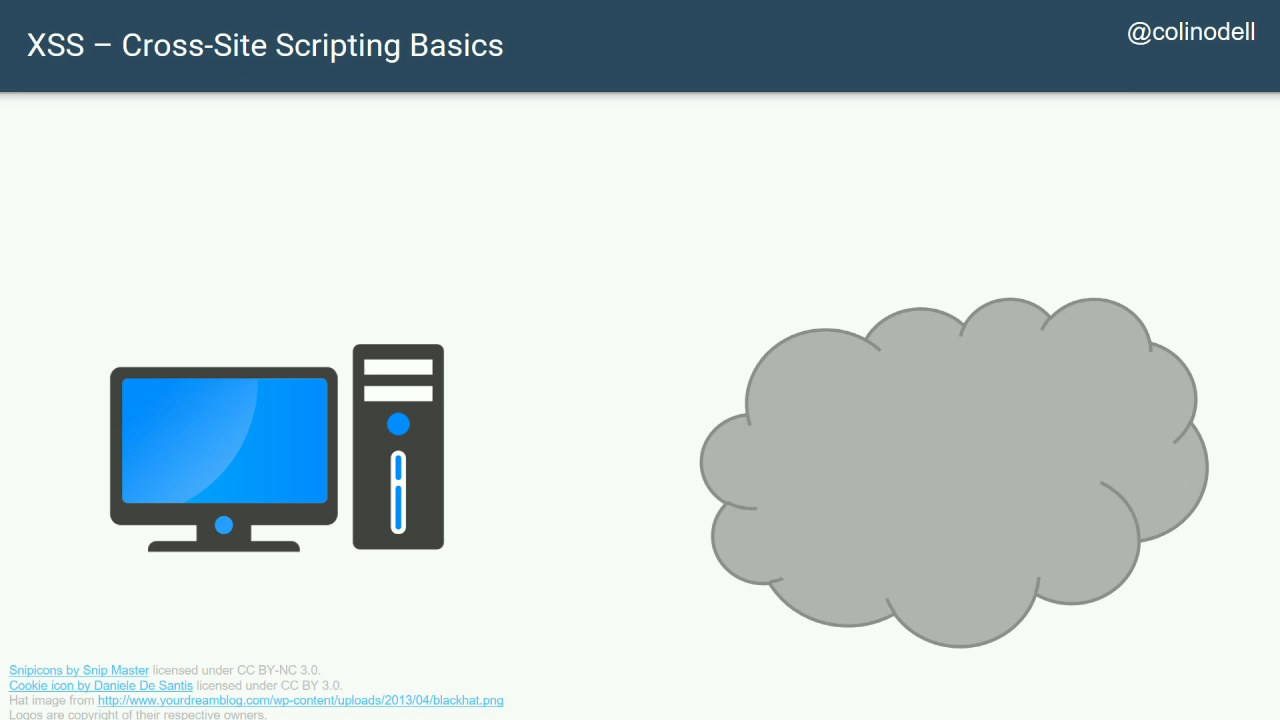 XSS – Cross-Site Scripting Basics
@colinodell
Snipicons by Snip Master licensed under CC BY-NC 3.0.
Cookie icon by Daniele De Santis licensed under CC BY 3.0.
Hat image from http://www.yourdreamblog.com/wp-content/uploads/2013/04/blackhat.png
Logos are copyright of their respective owners.